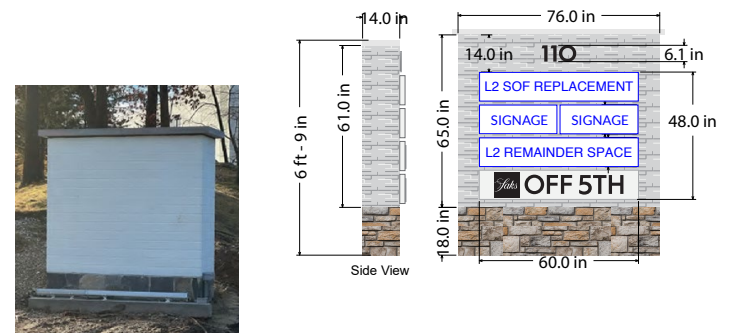 14.0 in
76.0 in
6 ft - 9 in
61.0 in
65.0 in
14.0 in
110
6.1 in
L2 SOF REPLACEMENT
SIGNAGE
SIGNAGE
48.0 in
L2 REMAINDER SPACE
Saks OFF 5TH
18.0 in
60.0 in
Side View